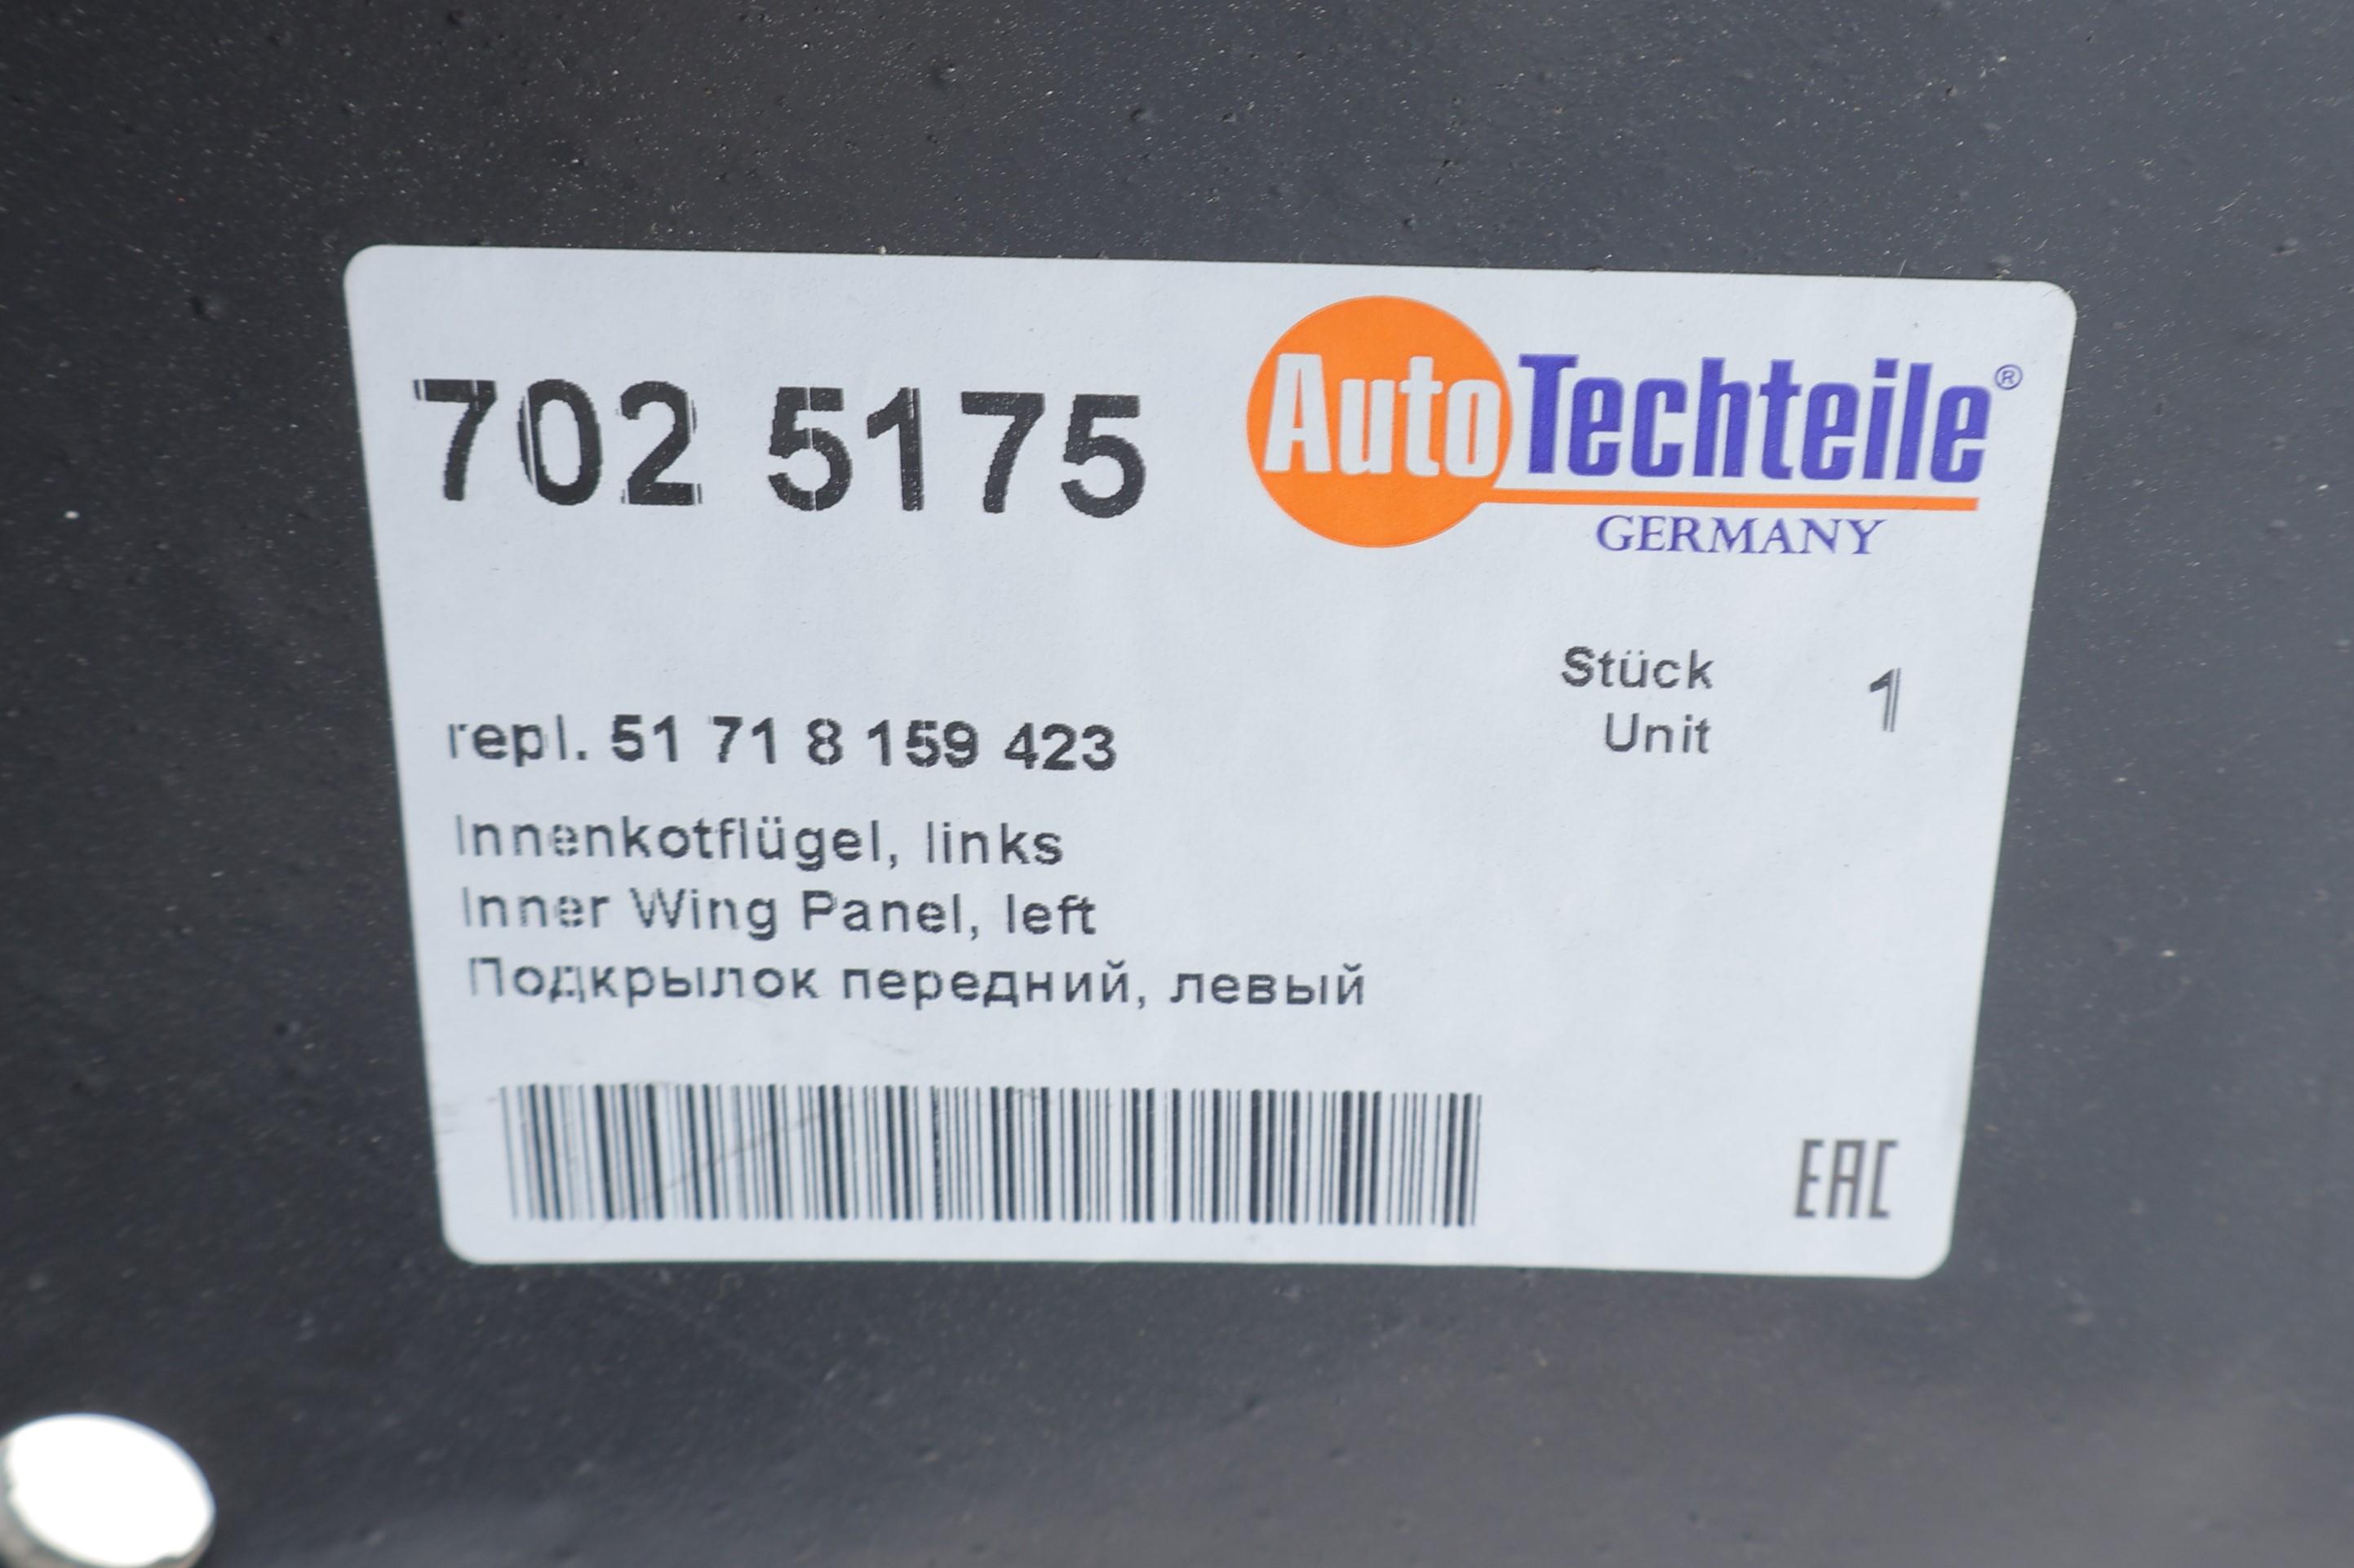 702 5175
AutoTechteile®
GERMANY
Stück 1
Unit
repl. 51 71 8 159 423
Innenkotflügel, links
Inner Wing Panel, left
Подкрылок передний, левый
EAC